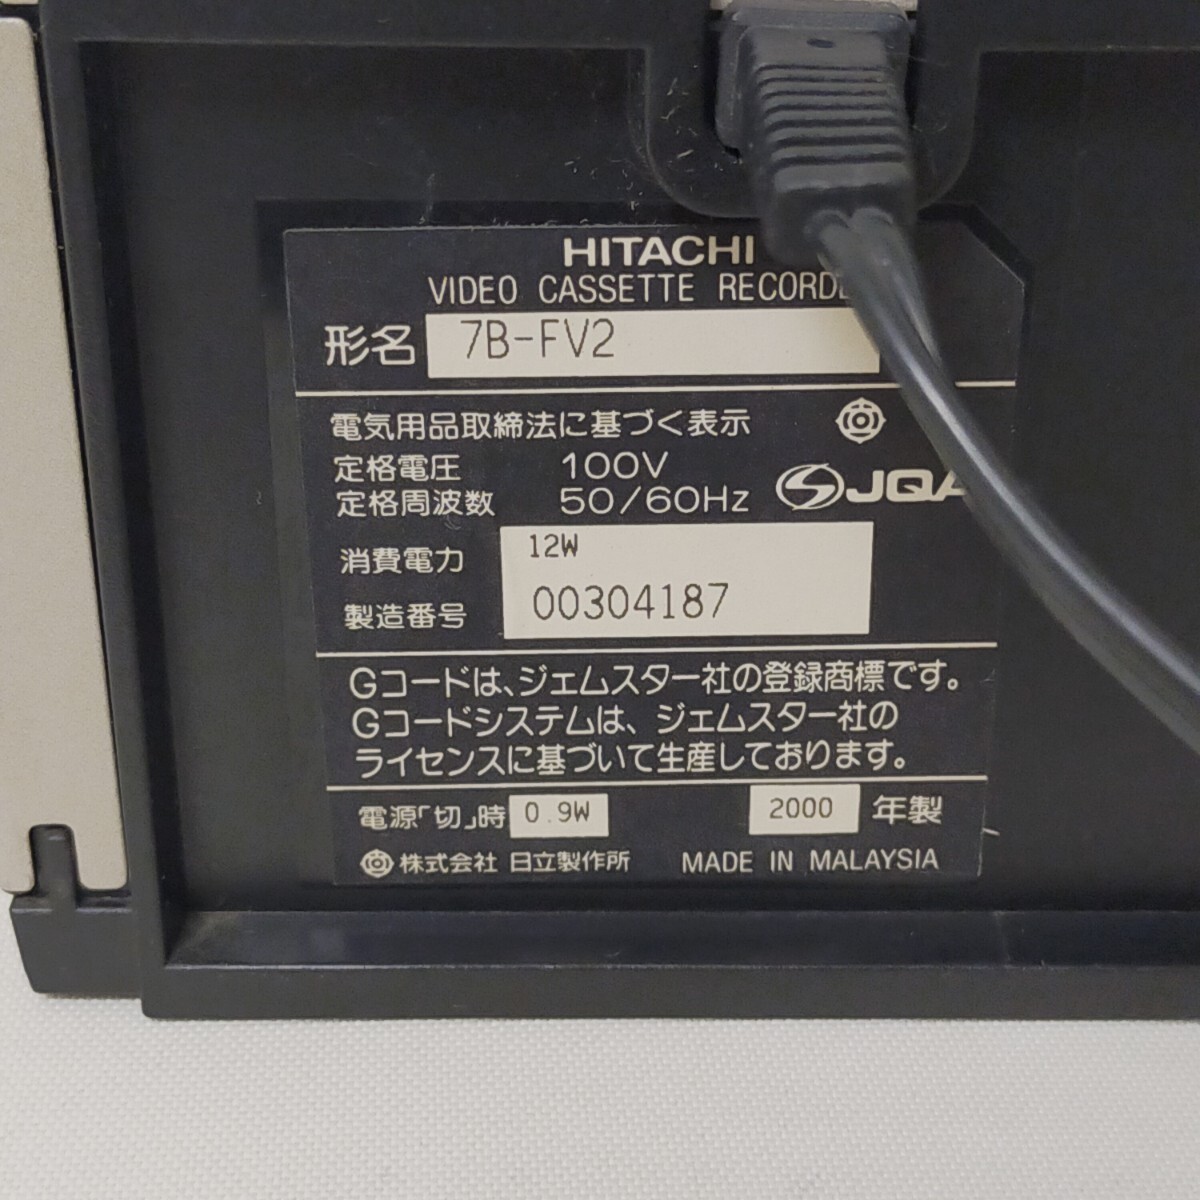 HITACHI
VIDEO CASSETTE
形名 7B-FV2
電気用品取締法に基づく表示
定格電圧 100V
定格周波数 50/60Hz
JQA
消費電力 12W
製造番号 00304187
Gコードは、ジェムスター社の登録商標です。
Gコードシステムは、ジェムスター社の
ライセンスに基づいて生産しております。
電源「切」時 0.9W 2000 年製
株式会社 日立製作所 MADE IN MALAYSIA